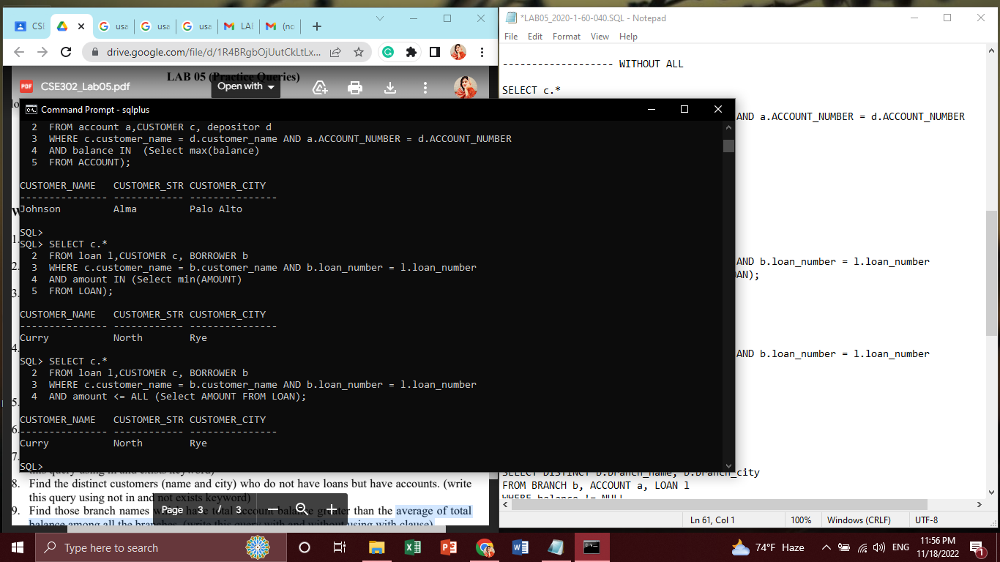 CSE
usa
usa
usa
LAB
(no
drive.google.com/file/d/1R4BRgbOjUutCkLtLx...
LAB 05 (Practice Queries)
PDF CSE302_Lab05.pdf
Open with
lo
W
1.
2.
3.
4.
5.
6.
7.
Command Prompt - sqlplus
2 FROM account a,CUSTOMER c, depositor d
3 WHERE c.customer_name = d.customer_name AND a.ACCOUNT_NUMBER = d.ACCOUNT_NUMBER
4 AND balance IN (Select max(balance)
5 FROM ACCOUNT);
CUSTOMER_NAME CUSTOMER_STR CUSTOMER_CITY
--------------- ------------ ---------------
Johnson Alma Palo Alto
SQL>
SQL> SELECT c.*
2 FROM loan l,CUSTOMER c, BORROWER b
3 WHERE c.customer_name = b.customer_name AND b.loan_number = l.loan_number
4 AND amount IN (Select min(AMOUNT)
5 FROM LOAN);
CUSTOMER_NAME CUSTOMER_STR CUSTOMER_CITY
--------------- ------------ ---------------
Curry North Rye
SQL> SELECT c.*
2 FROM loan l,CUSTOMER c, BORROWER b
3 WHERE c.customer_name = b.customer_name AND b.loan_number = l.loan_number
4 AND amount <= ALL (Select AMOUNT FROM LOAN);
CUSTOMER_NAME CUSTOMER_STR CUSTOMER_CITY
--------------- ------------ ---------------
Curry North Rye
SQL>
this query using in and exists keyword)
8. Find the distinct customers (name and city) who do not have loans but have accounts. (write
this query using not in and not exists keyword)
9. Find those branch names account balance greater than the average of total
balance among all the branches. (write this query with and without using with clause)
Page 3 / 3
*LAB05_2020-1-60-040.SQL - Notepad
File Edit Format View Help
------------------- WITHOUT ALL
SELECT c.*
AND a.ACCOUNT_NUMBER = d.ACCOUNT_NUMBER
AND b.loan_number = l.loan_number
AN);
AND b.loan_number = l.loan_number
SELECT DISTINCT b.branch_name, b.branch_city
FROM BRANCH b, ACCOUNT a, LOAN l
WHERE balance != NULL
Ln 61, Col 1 100% Windows (CRLF) UTF-8
Type here to search
74°F Haze
ENG
11:56 PM
11/18/2022
1